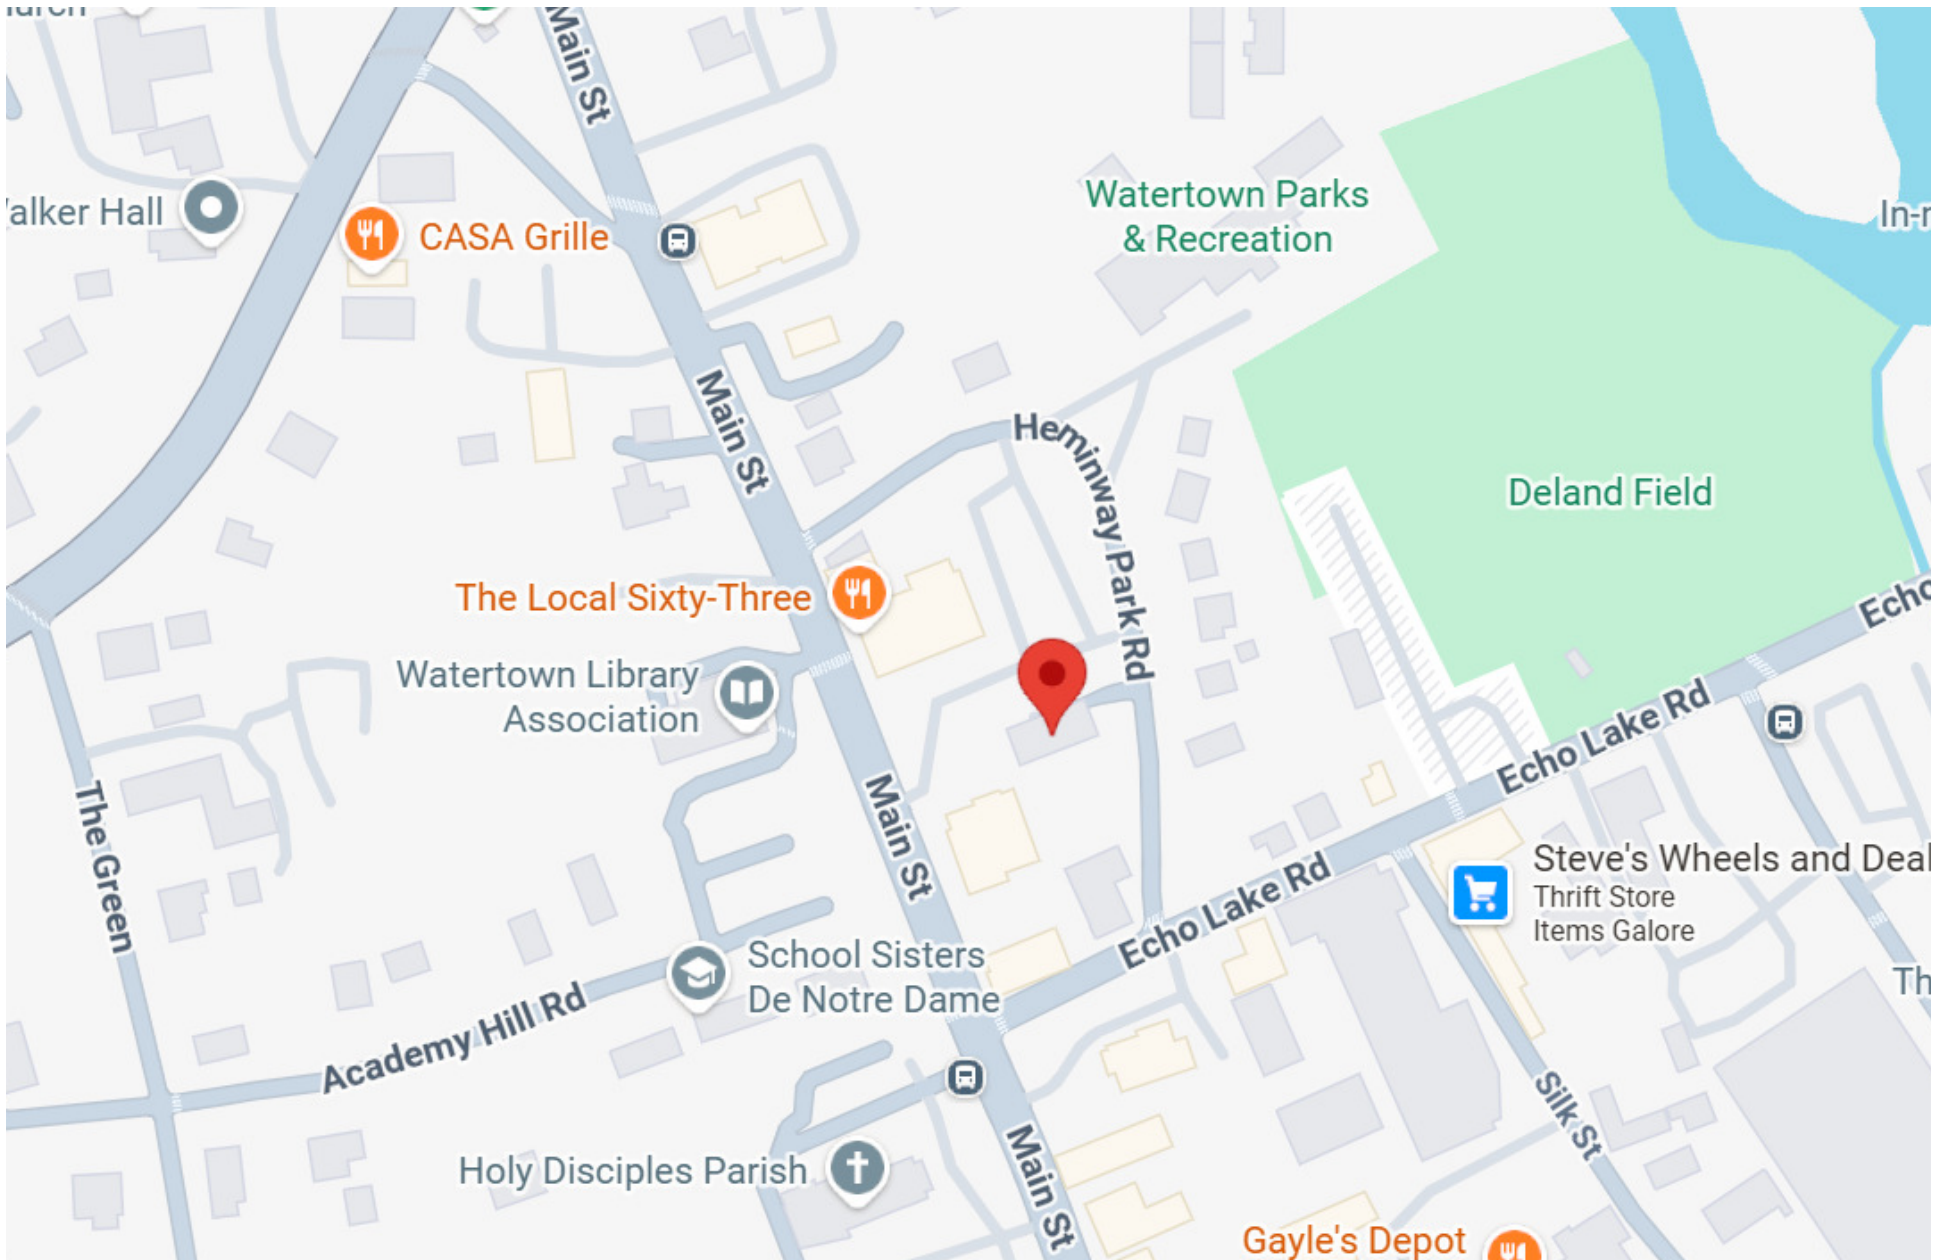 Main St
Walker Hall
CASA Grille
Watertown Parks
& Recreation
In-r
Main St
Heminway Park Rd
Deland Field
The Local Sixty-Three
Echo
Watertown Library
Association
Echo Lake Rd
The Green
Main St
Steve's Wheels and Deal
Thrift Store
Items Galore
Echo Lake Rd
School Sisters
De Notre Dame
Th
Academy Hill Rd
Silk St
Holy Disciples Parish
Main St
Gayle's Depot